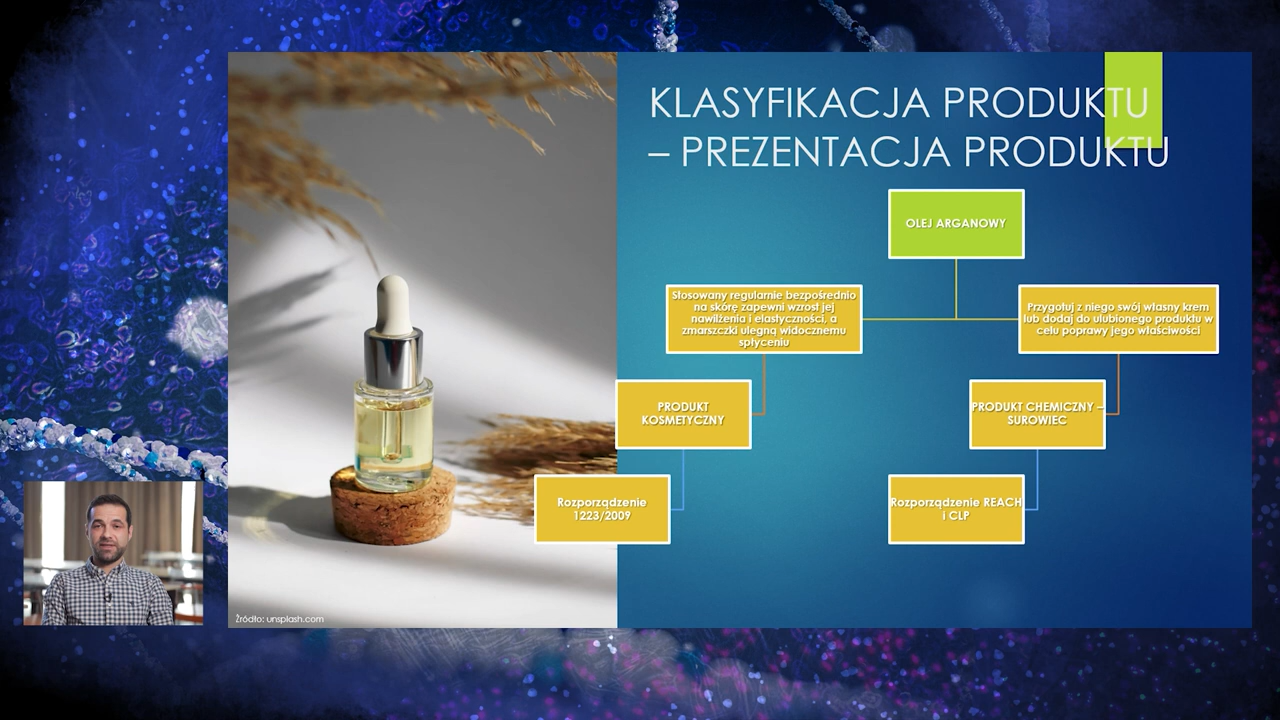 KLASYFIKACJA PRODUKTU
– PREZENTACJA PRODUKTU
OLEJ ARGANOWY
Stosowany regularnie bezpośrednio
na skórę zapewni wzrost jej
nawilżenia i elastyczności, a
zmarszczki ulegną widocznemu
spłyceniu
Przygotuj z niego swój własny krem
lub dodaj do ulubionego produktu w
celu poprawy jego właściwości
PRODUKT
KOSMETYCZNY
PRODUKT CHEMICZNY –
SUROWIEC
Rozporządzenie
1223/2009
Rozporządzenie REACH
i CLP
Źródło: unsplash.com